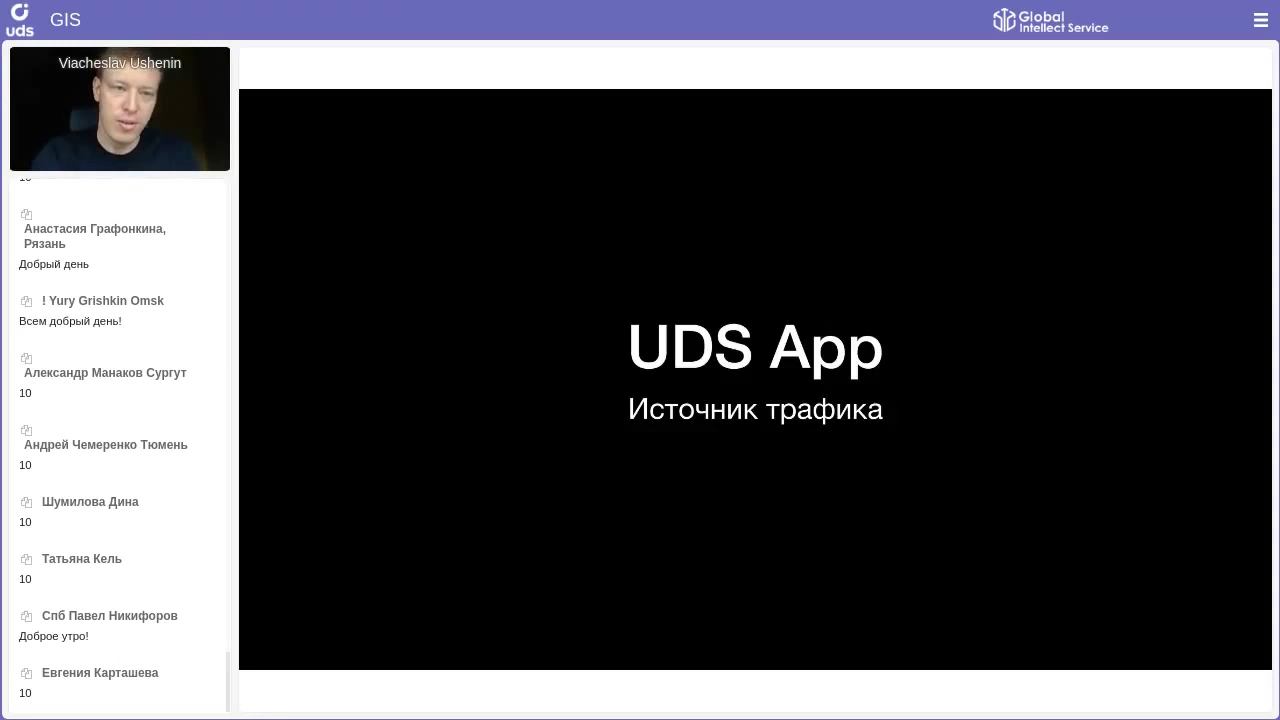 uds
GIS
Global
Intellect Service
Viacheslav Ushenin
10
Анастасия Графонкина,
Рязань
Добрый день
! Yury Grishkin Omsk
Всем добрый день!
Александр Манаков Сургут
10
Андрей Чемеренко Тюмень
10
Шумилова Дина
10
Татьяна Кель
10
Спб Павел Никифоров
Доброе утро!
Евгения Карташева
10
UDS App
Источник трафика